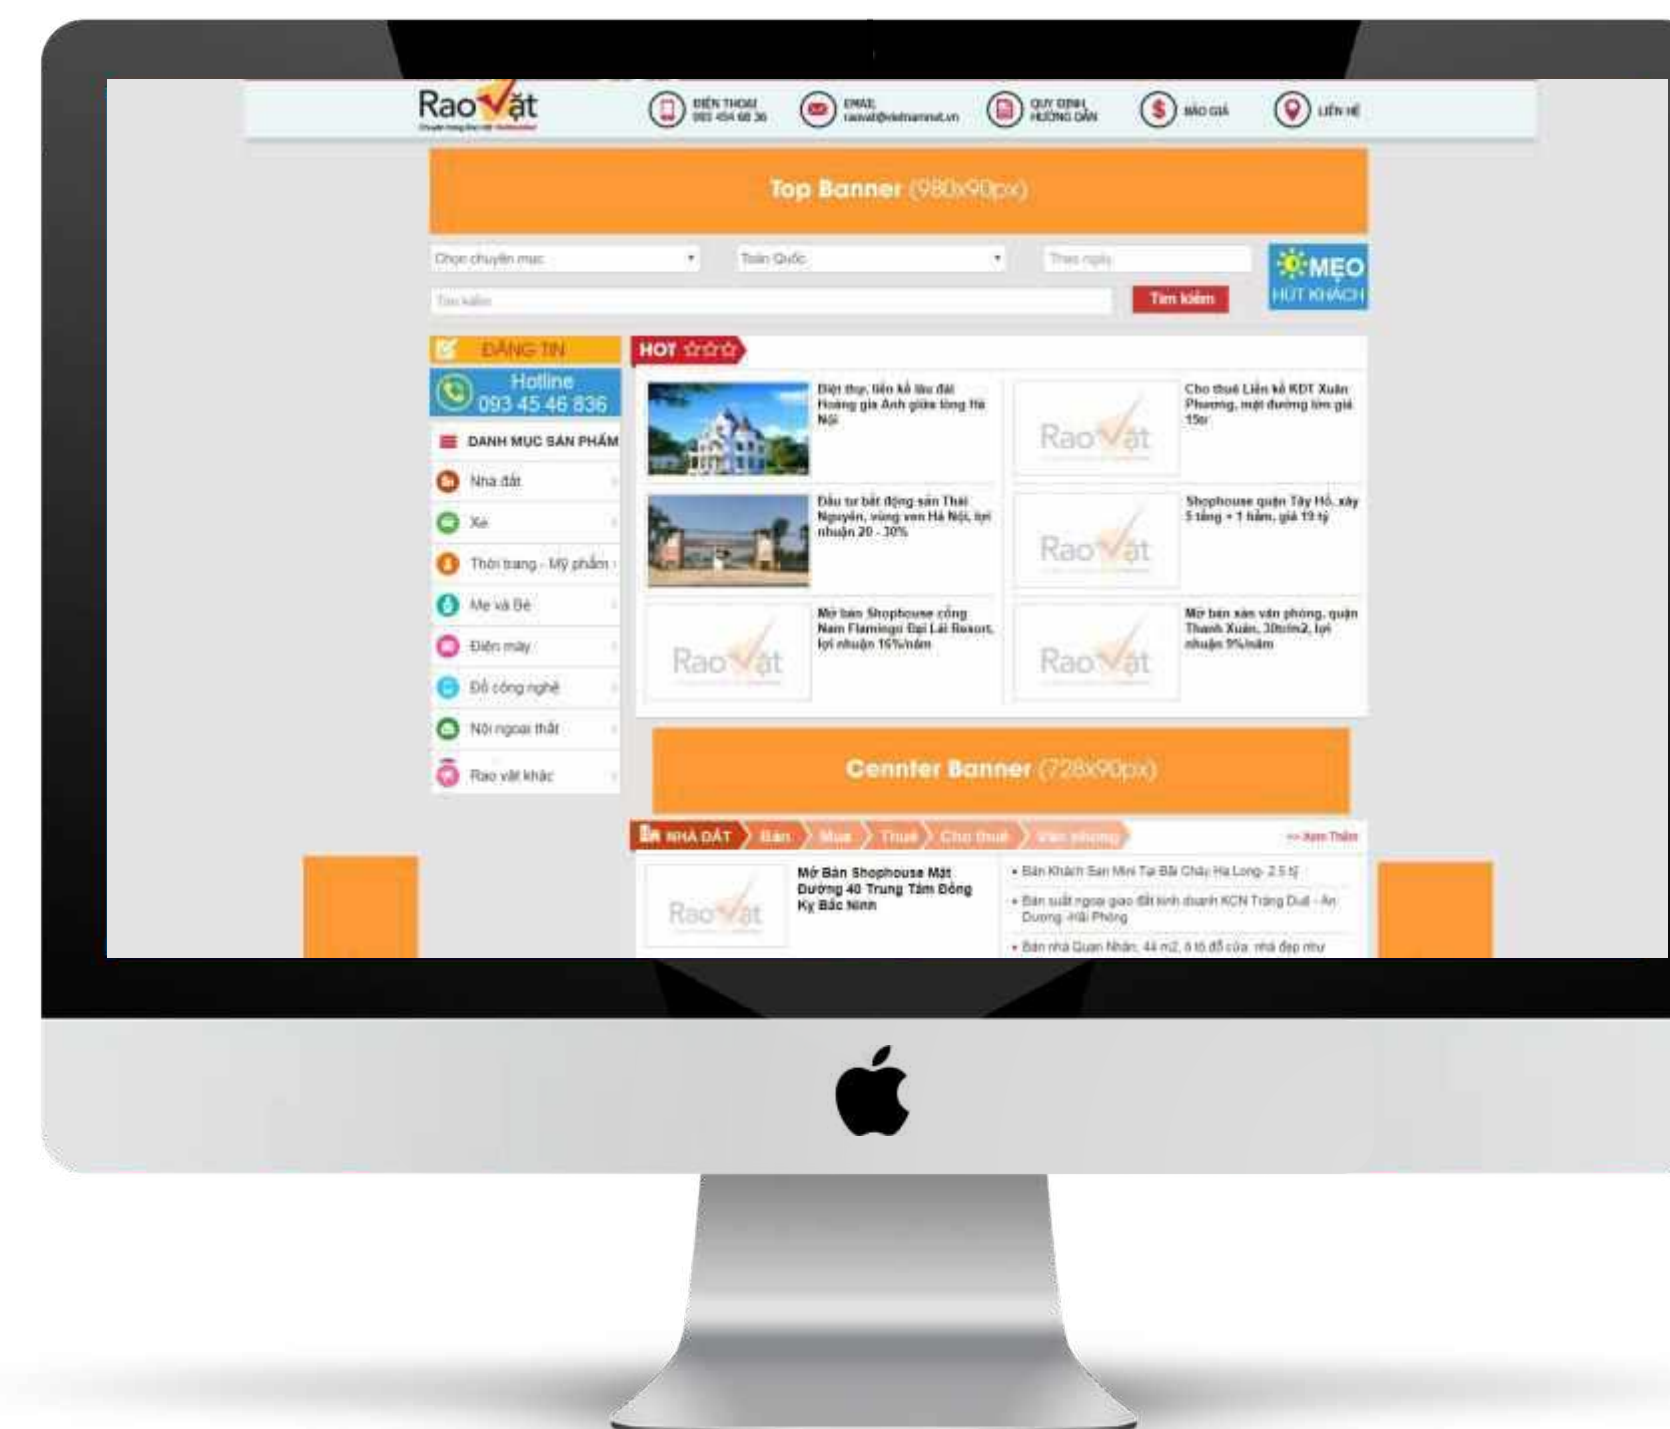 Rao Vặt
ĐIỆN THOẠI
093 454 68 36
EMAIL
raovat@vietnamnet.vn
QUY ĐỊNH
HƯỚNG DẪN
BÁO GIÁ
LIÊN HỆ
Top Banner (980x90px)
Chọn chuyên mục
Toàn Quốc
Theo ngày
MẸO
HÚT KHÁCH
Tìm kiếm
Tìm kiếm
ĐĂNG TIN
Hotline
093 45 46 836
DANH MỤC SẢN PHẨM
Nhà đất
Xe
Thời trang - Mỹ phẩm
Mẹ và Bé
Điện máy
Đồ công nghệ
Nội ngoại thất
Rao vặt khác
HOT
Biệt thự, liền kề lâu đài
Hoàng gia Anh giữa lòng Hà
Nội
Rao Vặt
Cho thuê Liền kề KĐT Xuân
Phương, mặt đường lớn giá
15tr
Đầu tư bất động sản Thái
Nguyên, vùng ven Hà Nội, lợi
nhuận 20 - 30%
Rao Vặt
Shophouse quận Tây Hồ, xây
5 tầng + 1 hầm, giá 19 tỷ
Rao Vặt
Mở bán Shophouse cổng
Nam Flamingo Đại Lải Resort,
lợi nhuận 16%/năm
Rao Vặt
Mở bán sàn văn phòng, quận
Thanh Xuân, 30tr/m2, lợi
nhuận 9%/năm
Cennter Banner (728x90px)
NHÀ ĐẤT
Bán
Mua
Thuê
Cho thuê
Văn phòng
>> Xem Thêm
Rao Vặt
Mở Bán Shophouse Mặt
Đường 40 Trung Tâm Đồng
Kỵ Bắc Ninh
• Bán Khách Sạn Mini Tại Bãi Cháy Hạ Long- 2.5 tỷ
• Bán suất ngoại giao đất kinh doanh KCN Tràng Duệ - An
Dương -Hải Phòng
• Bán nhà Quan Nhân, 44 m2, ô tô đỗ cửa, nhà đẹp như